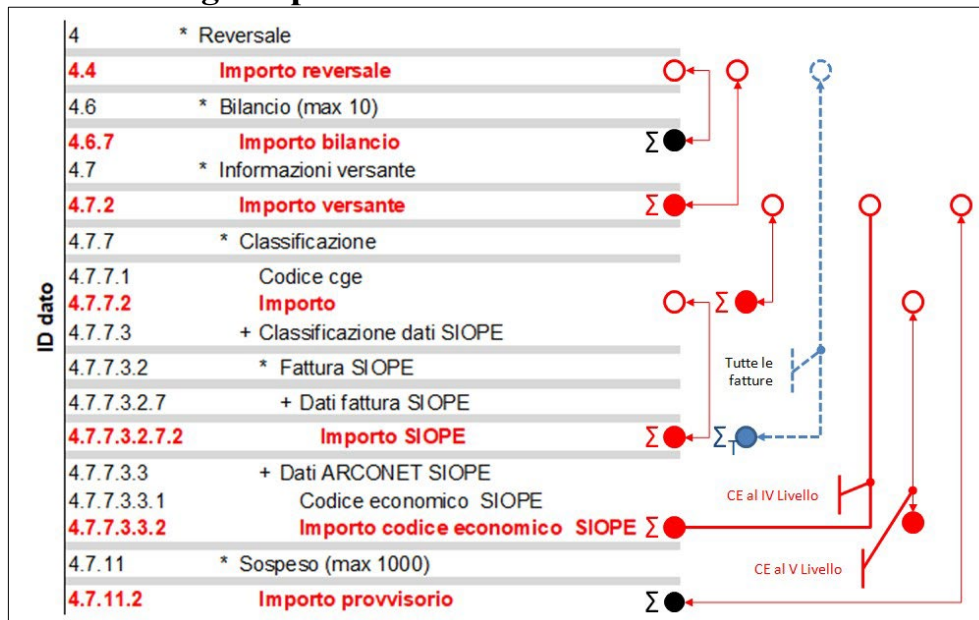 4 * Reversale
4.4 Importo reversale
4.6 * Bilancio (max 10)
4.6.7 Importo bilancio Σ
4.7 * Informazioni versante
4.7.2 Importo versante Σ
4.7.7 * Classificazione
4.7.7.1 Codice cge
4.7.7.2 Importo Σ
4.7.7.3 + Classificazione dati SIOPE
4.7.7.3.2 * Fattura SIOPE
Tutte le
fatture
4.7.7.3.2.7 + Dati fattura SIOPE
4.7.7.3.2.7.2 Importo SIOPE Σ ΣT
4.7.7.3.3 + Dati ARCONET SIOPE
4.7.7.3.3.1 Codice economico SIOPE
CE al IV Livello
4.7.7.3.3.2 Importo codice economico SIOPE Σ
4.7.11 * Sospeso (max 1000)
CE al V Livello
4.7.11.2 Importo provvisorio Σ
ID dato